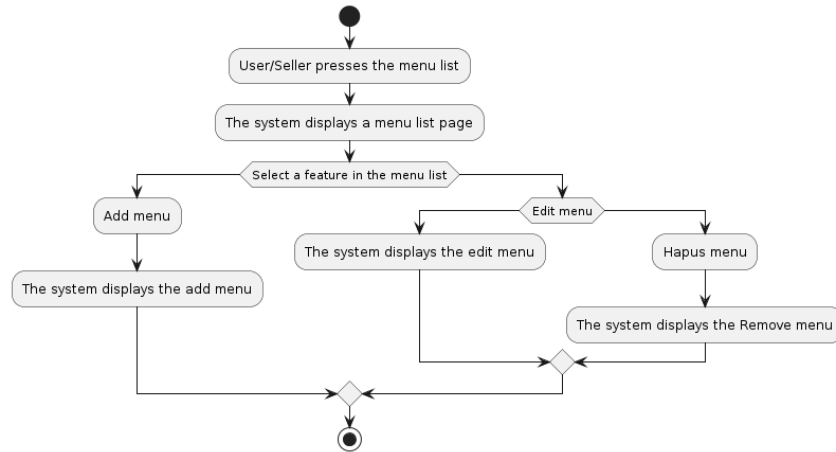 User/Seller presses the menu list
The system displays a menu list page
Select a feature in the menu list
Add menu
Edit menu
The system displays the edit menu
Hapus menu
The system displays the add menu
The system displays the Remove menu